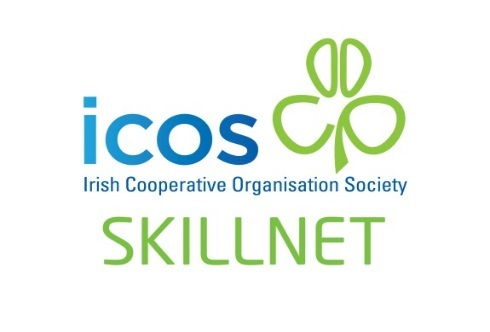 icos
Irish Cooperative Organisation Society
SKILLNET